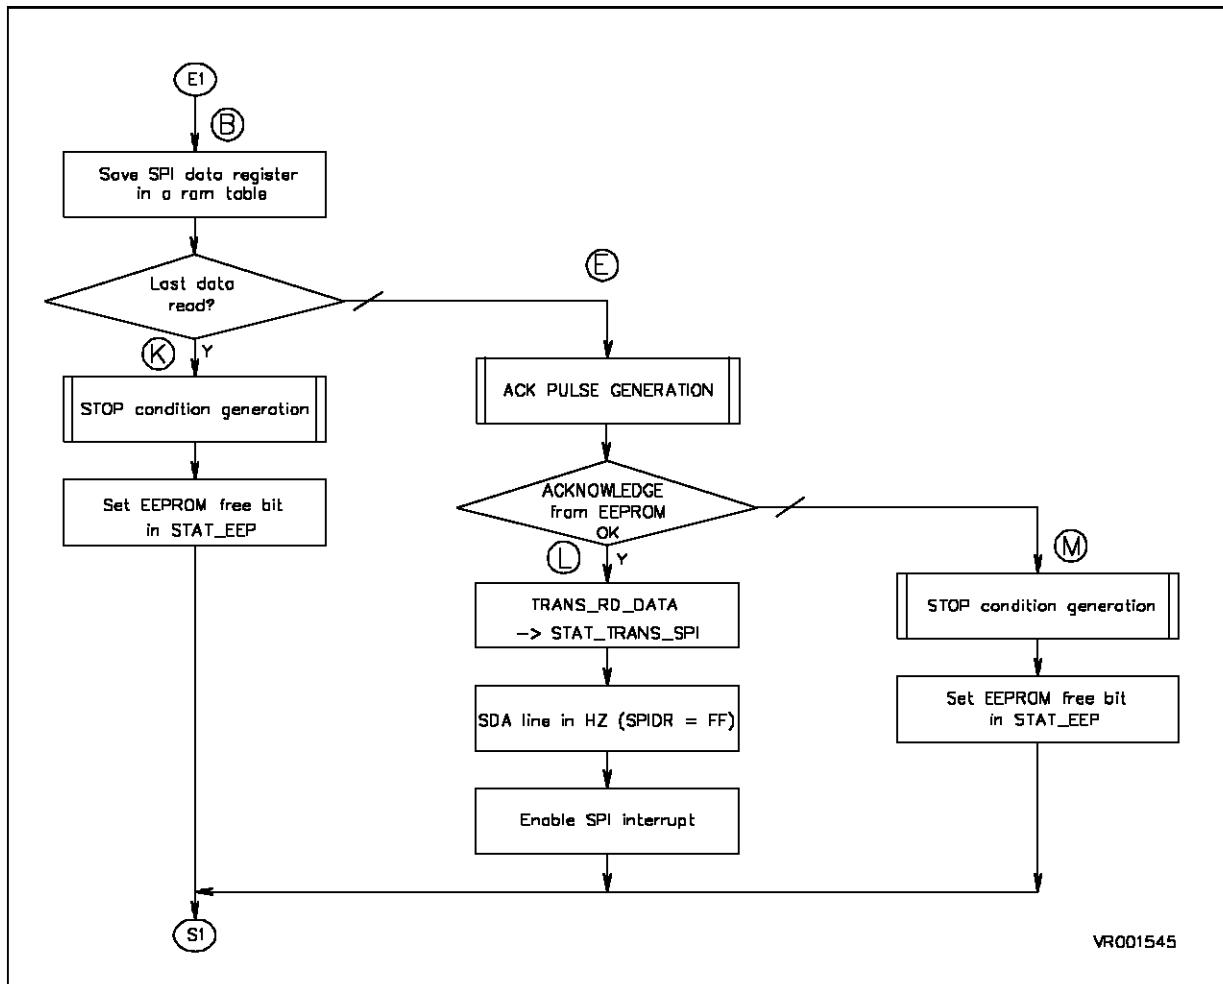 E1
B
Save SPI data register
in a ram table
Last data
read?
E
K
Y
STOP condition generation
ACK PULSE GENERATION
Set EEPROM free bit
in STAT_EEP
ACKNOWLEDGE
from EEPROM
OK
L
Y
M
TRANS_RD_DATA
-> STAT_TRANS_SPI
STOP condition generation
SDA line in HZ (SPIDR = FF)
Set EEPROM free bit
in STAT_EEP
Enable SPI interrupt
S1
VR001545